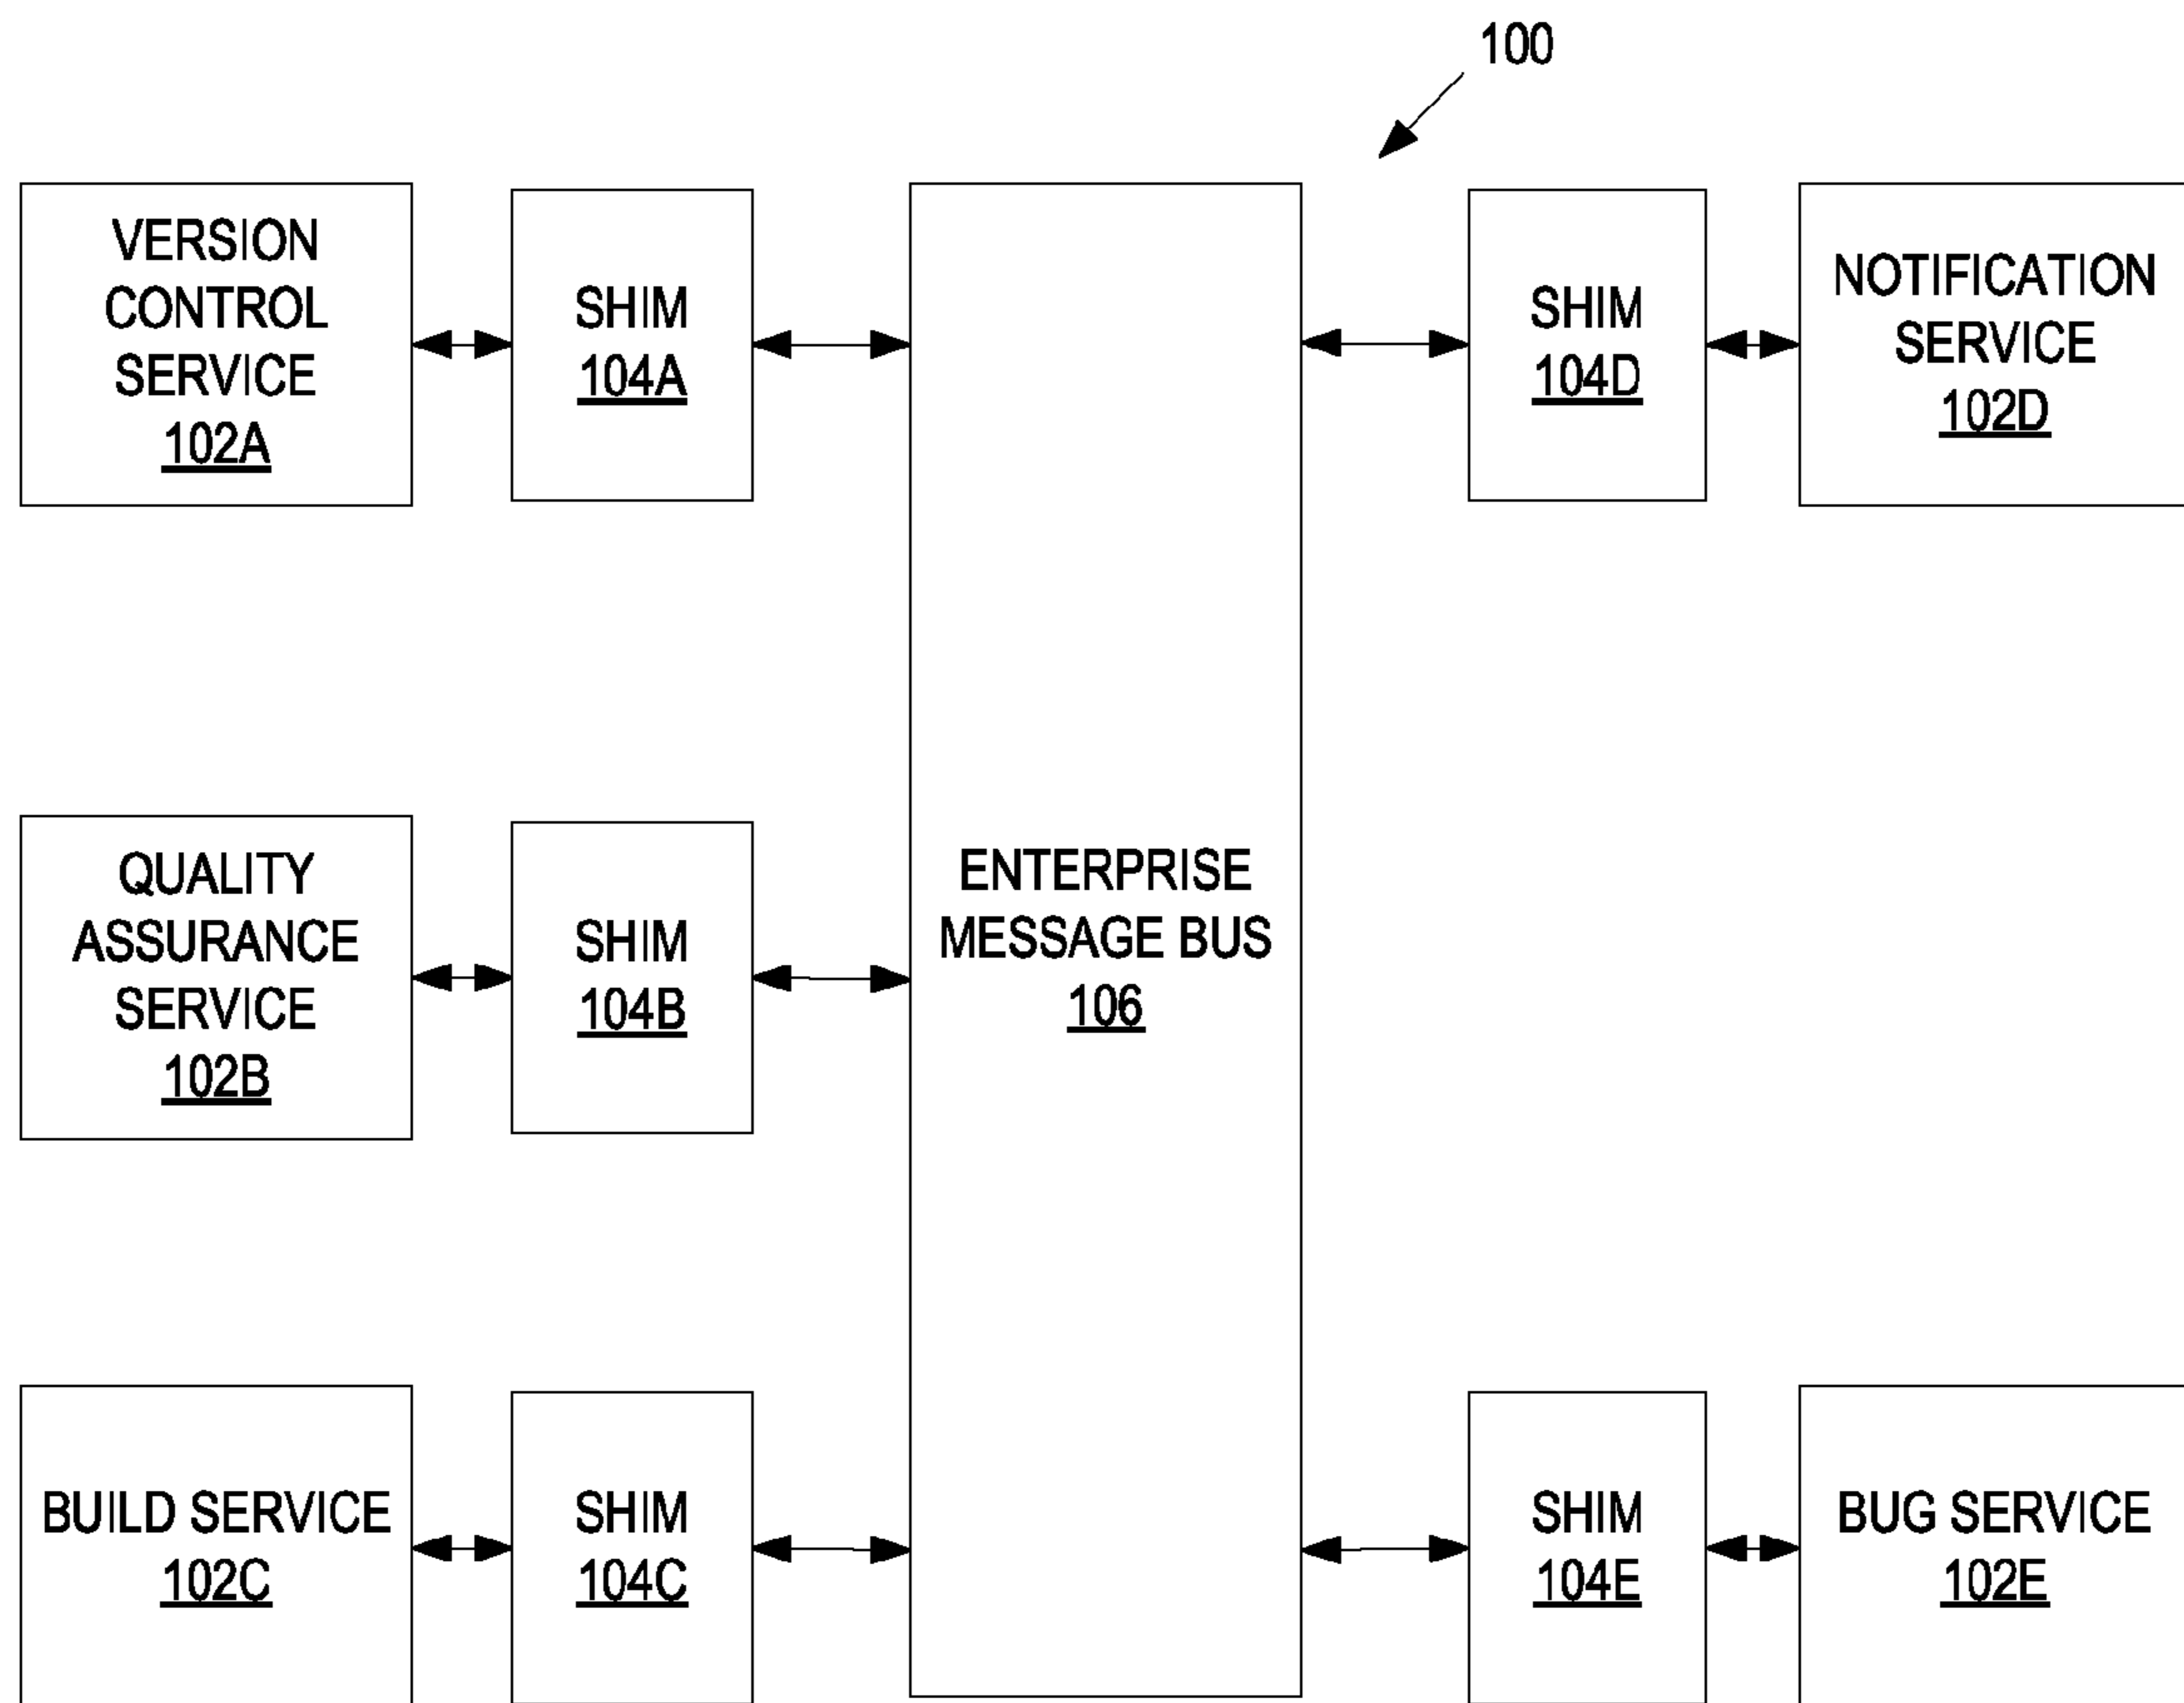 100
VERSION
CONTROL
SERVICE
102A
SHIM
104A
SHIM
104D
NOTIFICATION
SERVICE
102D
QUALITY
ASSURANCE
SERVICE
102B
SHIM
104B
ENTERPRISE
MESSAGE BUS
106
BUILD SERVICE
102C
SHIM
104C
SHIM
104E
BUG SERVICE
102E